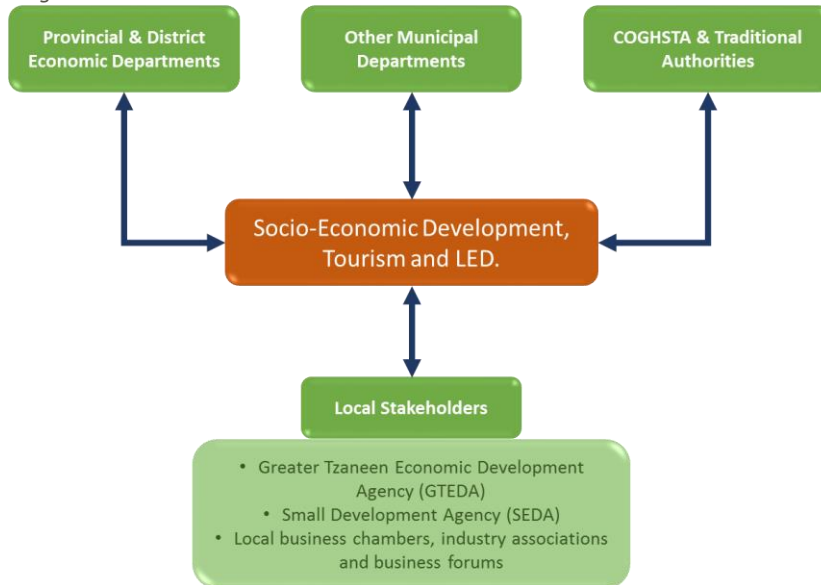 Provincial & District
Economic Departments
Other Municipal
Departments
COGHSTA & Traditional
Authorities
Socio-Economic Development,
Tourism and LED.
Local Stakeholders
• Greater Tzaneen Economic Development
Agency (GTEDA)
• Small Development Agency (SEDA)
• Local business chambers, industry associations
and business forums